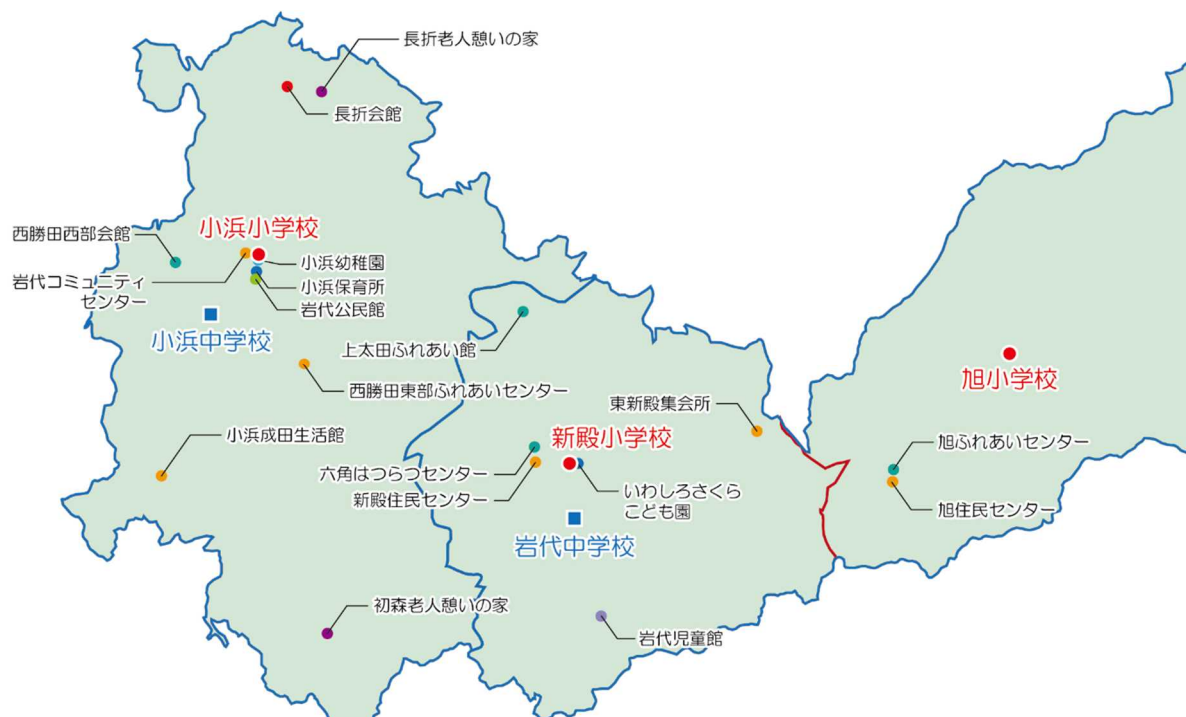 長折老人憩いの家
長折会館
小浜小学校
西勝田西部会館
小浜幼稚園
岩代コミュニティ
センター
小浜保育所
岩代公民館
小浜中学校
上太田ふれあい館
旭小学校
西勝田東部ふれあいセンター
東新殿集会所
小浜成田生活館
新殿小学校
旭ふれあいセンター
六角はつらつセンター
いわしろさくら
こども園
新殿住民センター
旭住民センター
岩代中学校
初森老人憩いの家
岩代児童館